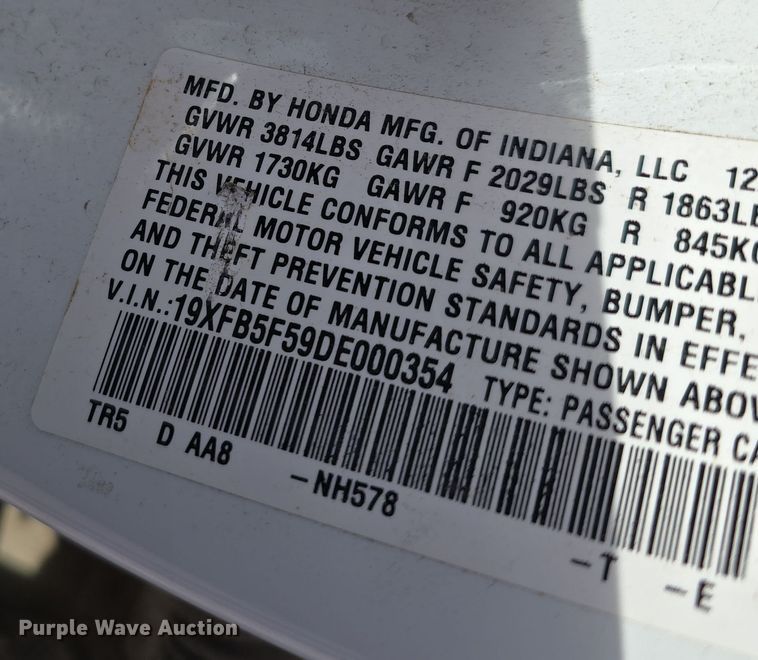 MFD. BY HONDA MFG. OF INDIANA, LLC 12
GVWR 3814LBS GAWR F 2029LBS R 1863LB
GVWR 1730KG GAWR F 920KG R 845KG
THIS VEHICLE CONFORMS TO ALL APPLICABL
FEDERAL MOTOR VEHICLE SAFETY, BUMPER,
AND THEFT PREVENTION STANDARDS IN EFFE
ON THE DATE OF MANUFACTURE SHOWN ABOV
V.I.N.:19XFB5F59DE000354 TYPE: PASSENGER CA
TR5 D AA8 -NH578 -T -E
Purple Wave Auction